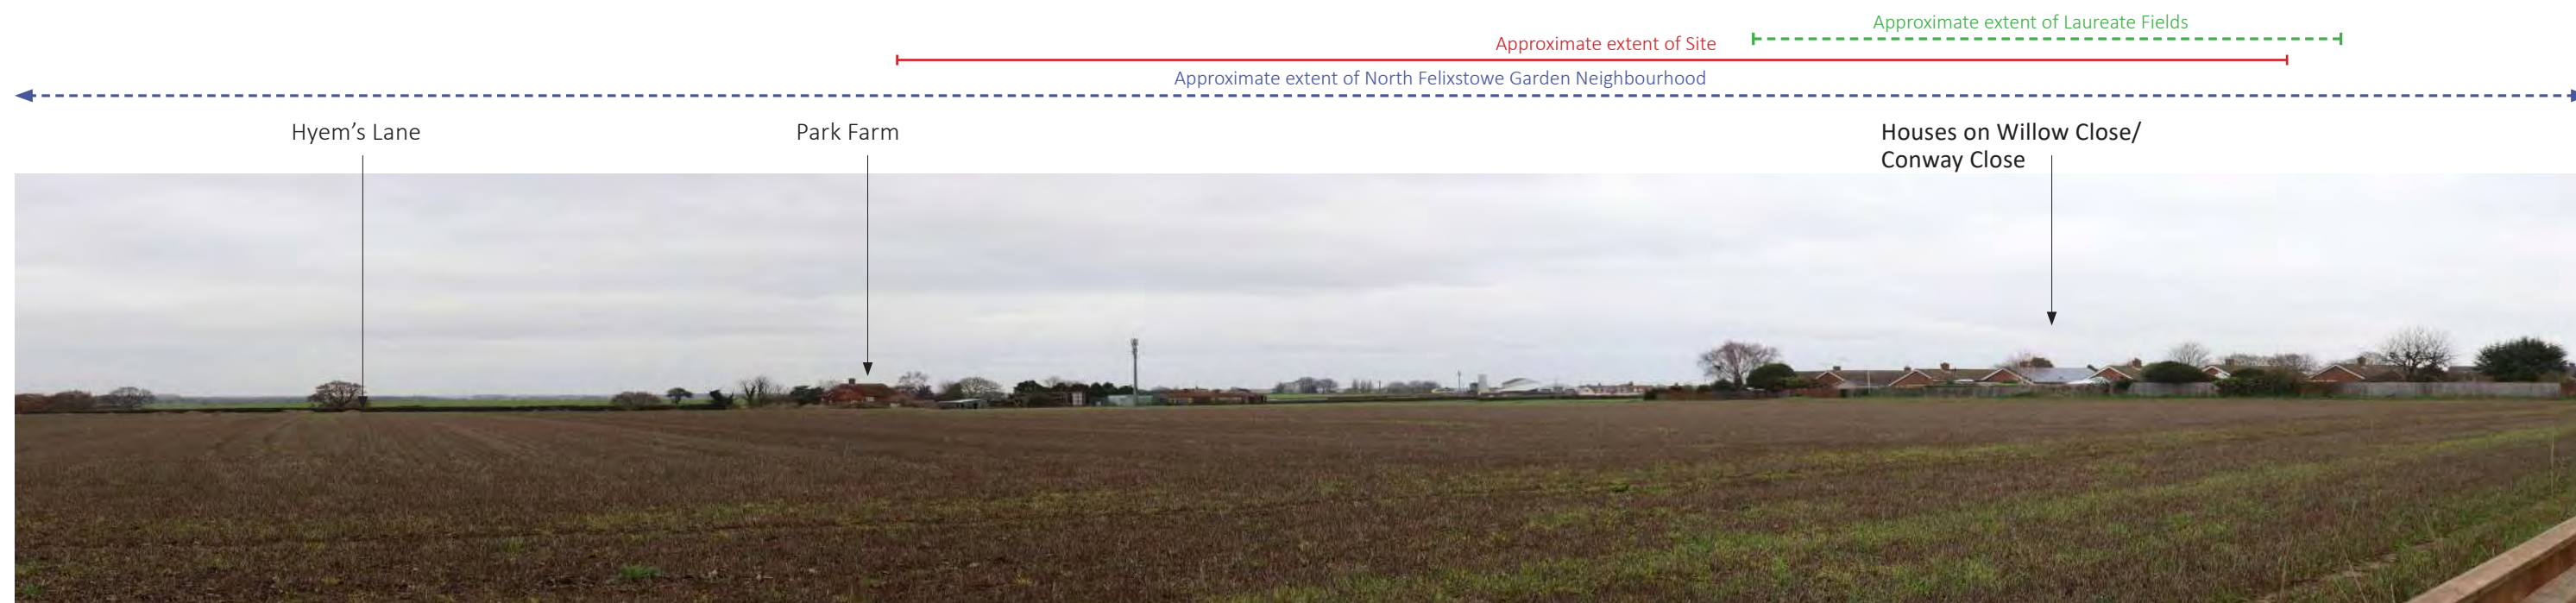 Approximate extent of Laureate Fields
Approximate extent of Site
Approximate extent of North Felixstowe Garden Neighbourhood
Hyem’s Lane
Park Farm
Houses on Willow Close/
Conway Close